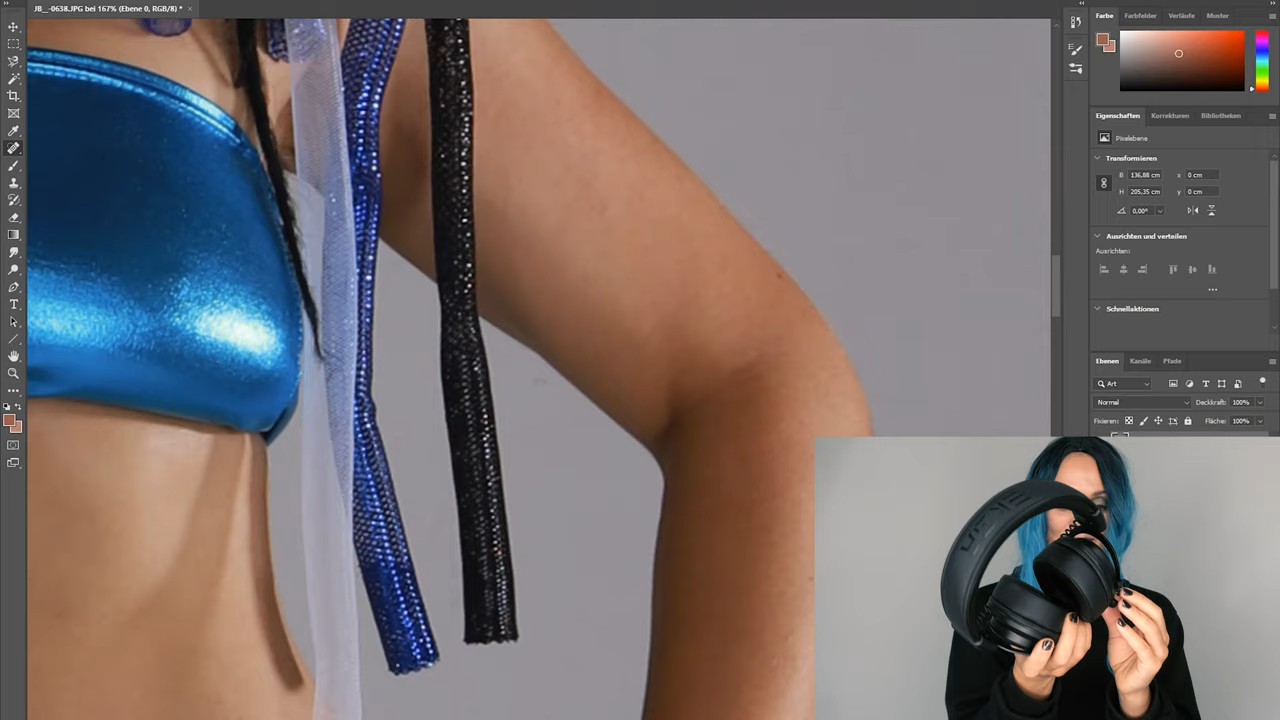 JB_-0638.JPG bei 167% (Ebene 0, RGB/8) *
Farbe Farbfelder Verläufe Muster
Eigenschaften Korrekturen Bibliotheken
Pixelebene
Transformieren
B 136,88 cm x 0 cm
H 205,35 cm y 0 cm
0,00°
Ausrichten und verteilen
Ausrichten:
Schnellaktionen
Ebenen Kanäle Pfade
Art
Normal Deckkraft: 100%
Fixieren: Fläche: 100%